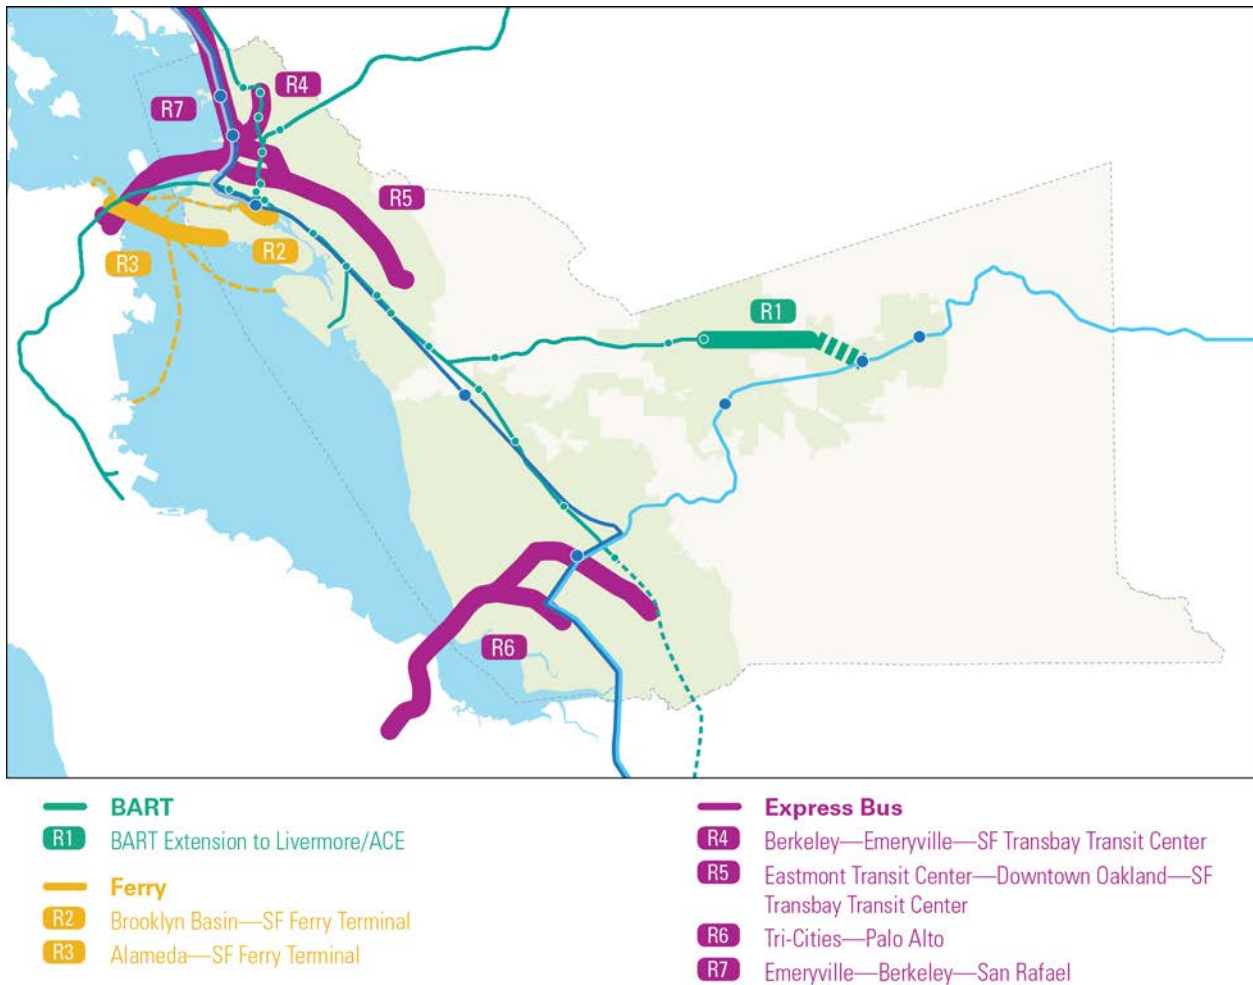 R4
R7
R5
R2
R3
R1
R6
BART
R1 BART Extension to Livermore/ACE
Ferry
R2 Brooklyn Basin—SF Ferry Terminal
R3 Alameda—SF Ferry Terminal
Express Bus
R4 Berkeley—Emeryville—SF Transbay Transit Center
R5 Eastmont Transit Center—Downtown Oakland—SF
Transbay Transit Center
R6 Tri-Cities—Palo Alto
R7 Emeryville—Berkeley—San Rafael